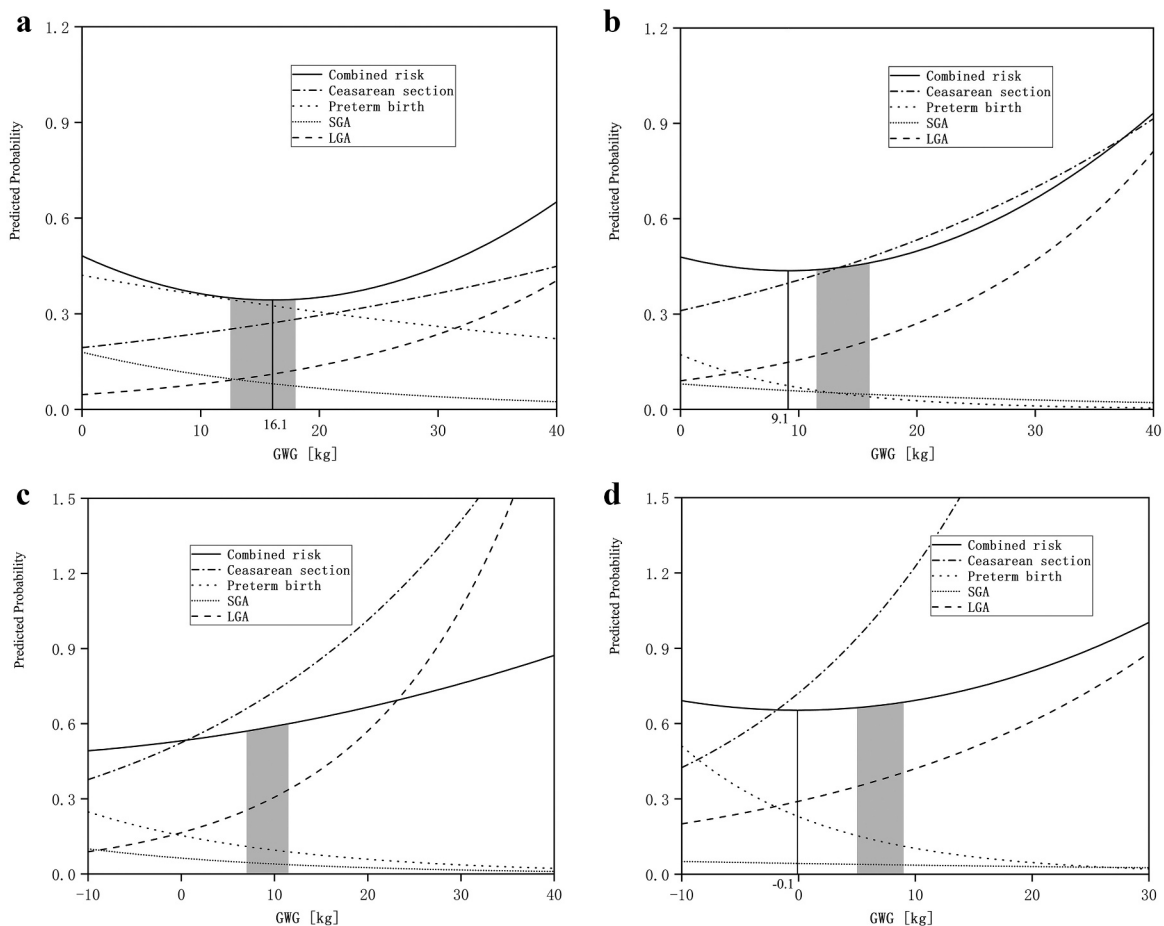 a
Predicted Probability
1.2
0.9
0.6
0.3
0.0
Combined risk
Ceasarean section
Preterm birth
SGA
LGA
16.1
0
10
20
30
40
GWG [kg]
b
Predicted Probability
1.2
0.9
0.6
0.3
0.0
Combined risk
Ceasarean section
Preterm birth
SGA
LGA
9.1
0
10
20
30
40
GWG [kg]
c
Predicted Probability
1.5
1.2
0.9
0.6
0.3
0.0
Combined risk
Ceasarean section
Preterm birth
SGA
LGA
-10
0
10
20
30
40
GWG [kg]
d
Predicted Probability
1.5
1.2
0.9
0.6
0.3
0.0
Combined risk
Ceasarean section
Preterm birth
SGA
LGA
-0.1
-10
0
10
20
30
GWG [kg]